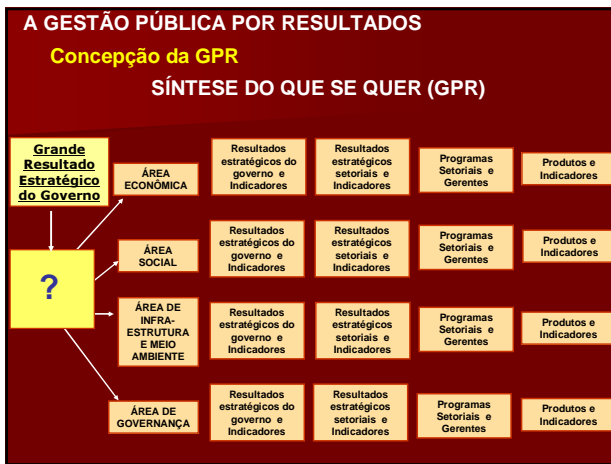 A GESTÃO PÚBLICA POR RESULTADOS
Concepção da GPR
SÍNTESE DO QUE SE QUER (GPR)
Grande
Resultado
Estratégico
do Governo
?
ÁREA
ECONÔMICA
Resultados
estratégicos do
governo e
Indicadores
Resultados
estratégicos
setoriais e
Indicadores
Programas
Setoriais e
Gerentes
Produtos e
Indicadores
ÁREA
SOCIAL
Resultados
estratégicos do
governo e
Indicadores
Resultados
estratégicos
setoriais e
Indicadores
Programas
Setoriais e
Gerentes
Produtos e
Indicadores
ÁREA DE
INFRA-
ESTRUTURA
E MEIO
AMBIENTE
Resultados
estratégicos do
governo e
Indicadores
Resultados
estratégicos
setoriais e
Indicadores
Programas
Setoriais e
Gerentes
Produtos e
Indicadores
ÁREA DE
GOVERNANÇA
Resultados
estratégicos do
governo e
Indicadores
Resultados
estratégicos
setoriais e
Indicadores
Programas
Setoriais e
Gerentes
Produtos e
Indicadores